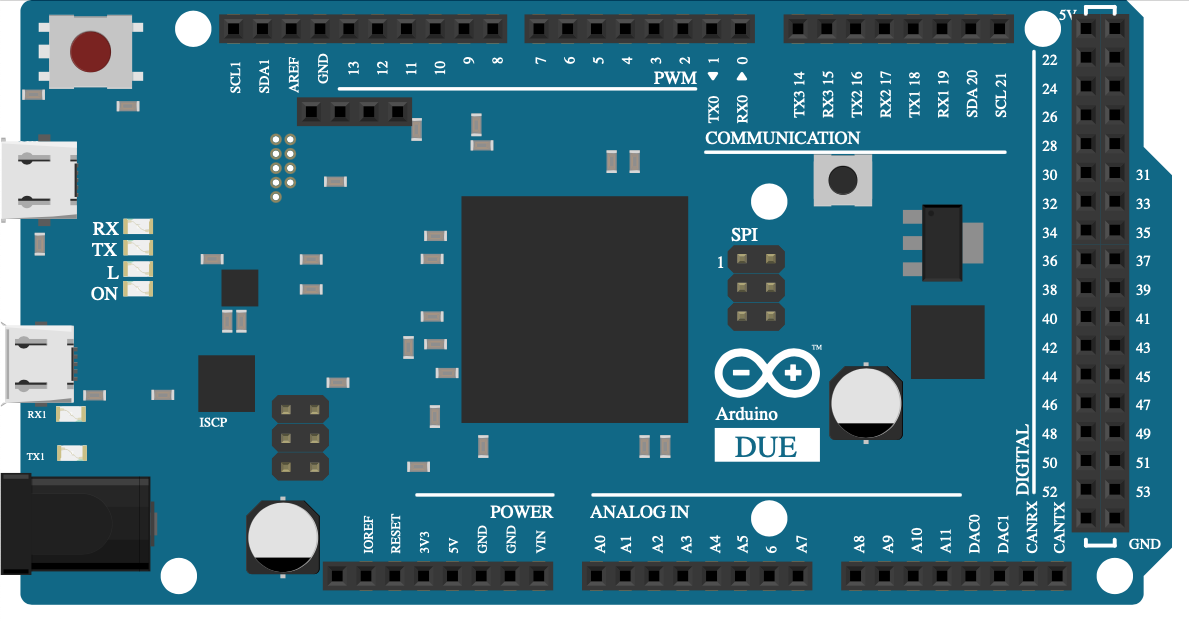 5V
SCL1
SDA1
AREF
GND
13
12
11
10
9
8
7
6
5
4
3
2
1
0
PWM
TX0
RX0
TX3 14
RX3 15
TX2 16
RX2 17
TX1 18
RX1 19
SDA 20
SCL 21
COMMUNICATION
22
24
26
28
30 31
32 33
34 35
36 37
38 39
40 41
42 43
44 45
46 47
48 49
50 51
52 53
DIGITAL
GND
RX
TX
L
ON
SPI
1
™
Arduino
DUE
RX1
TX1
ISCP
POWER
ANALOG IN
IOREF
RESET
3V3
5V
GND
GND
VIN
A0
A1
A2
A3
A4
A5
6
A7
A8
A9
A10
A11
DAC0
DAC1
CANRX
CANTX